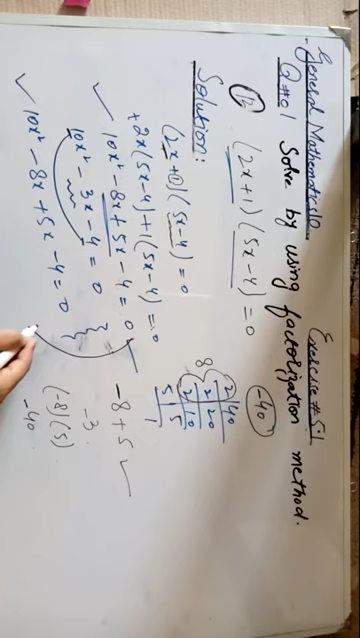 General Mathematics Exercise # 5.1
Q #01 Solve by using factorization method.
(2) (2x+1)(5x-4) = 0
Solution:
(2x+1)(5x-4) = 0
+2x(5x-4)+1(5x-4) = 0
10x² - 8x + 5x - 4 = 0
10x² - 3x - 4 = 0
10x² - 8x + 5x - 4 = 0
-40
2 | 40
2 | 20
2 | 10
5 | 5
1
8
-8 + 5
-3
(-8)(5)
-40